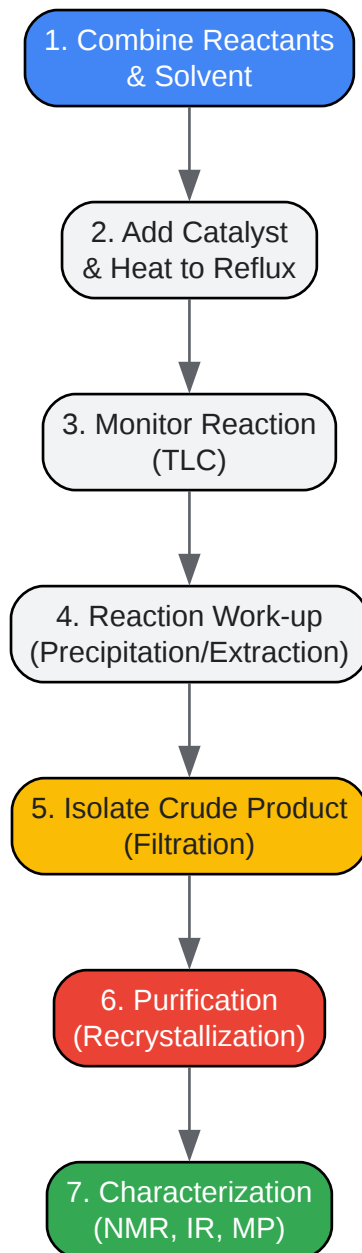 1. Combine Reactants
& Solvent
2. Add Catalyst
& Heat to Reflux
3. Monitor Reaction
(TLC)
4. Reaction Work-up
(Precipitation/Extraction)
5. Isolate Crude Product
(Filtration)
6. Purification
(Recrystallization)
7. Characterization
(NMR, IR, MP)